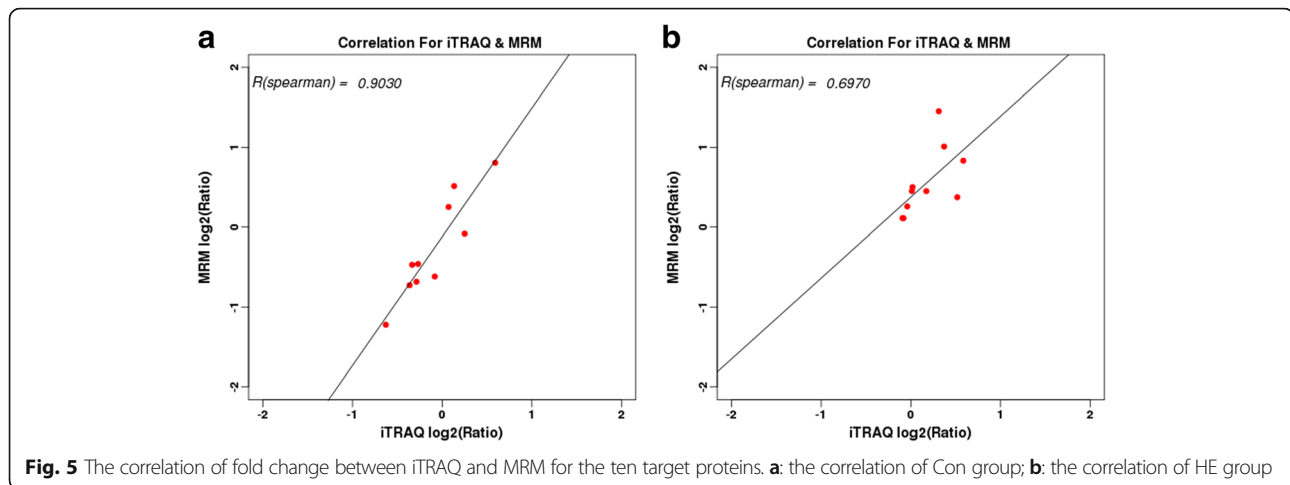 a
Correlation For iTRAQ & MRM
R(spearman) = 0.9030
2
1
0
-1
-2
MRM log2(Ratio)
-2 -1 0 1 2
iTRAQ log2(Ratio)
b
Correlation For iTRAQ & MRM
R(spearman) = 0.6970
2
1
0
-1
-2
MRM log2(Ratio)
-2 -1 0 1 2
iTRAQ log2(Ratio)
Fig. 5 The correlation of fold change between iTRAQ and MRM for the ten target proteins. a: the correlation of Con group; b: the correlation of HE group